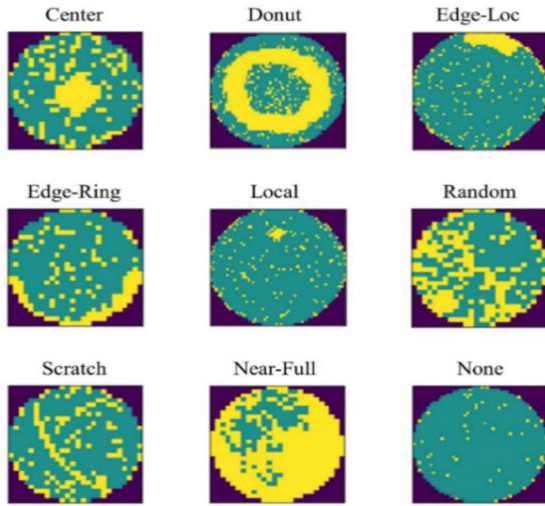 Center
Donut
Edge-Loc
Edge-Ring
Local
Random
Scratch
Near-Full
None